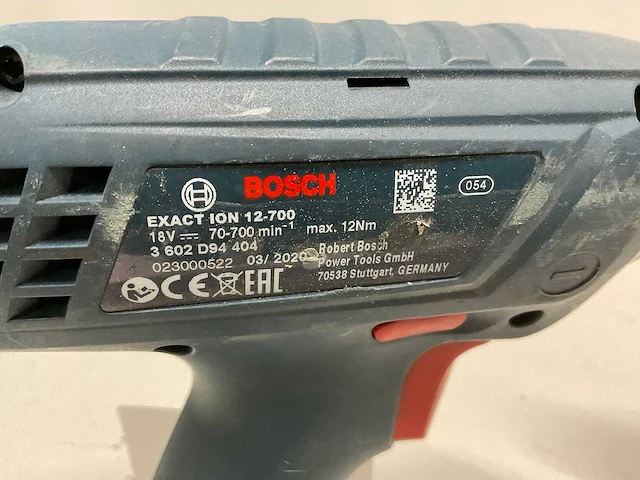 BOSCH
054
EXACT ION 12-700
18V 70-700 min⁻¹ max. 12Nm
3 602 D94 404
023000522 03/ 2020
Robert Bosch
Power Tools GmbH
70538 Stuttgart, GERMANY
CE EAC